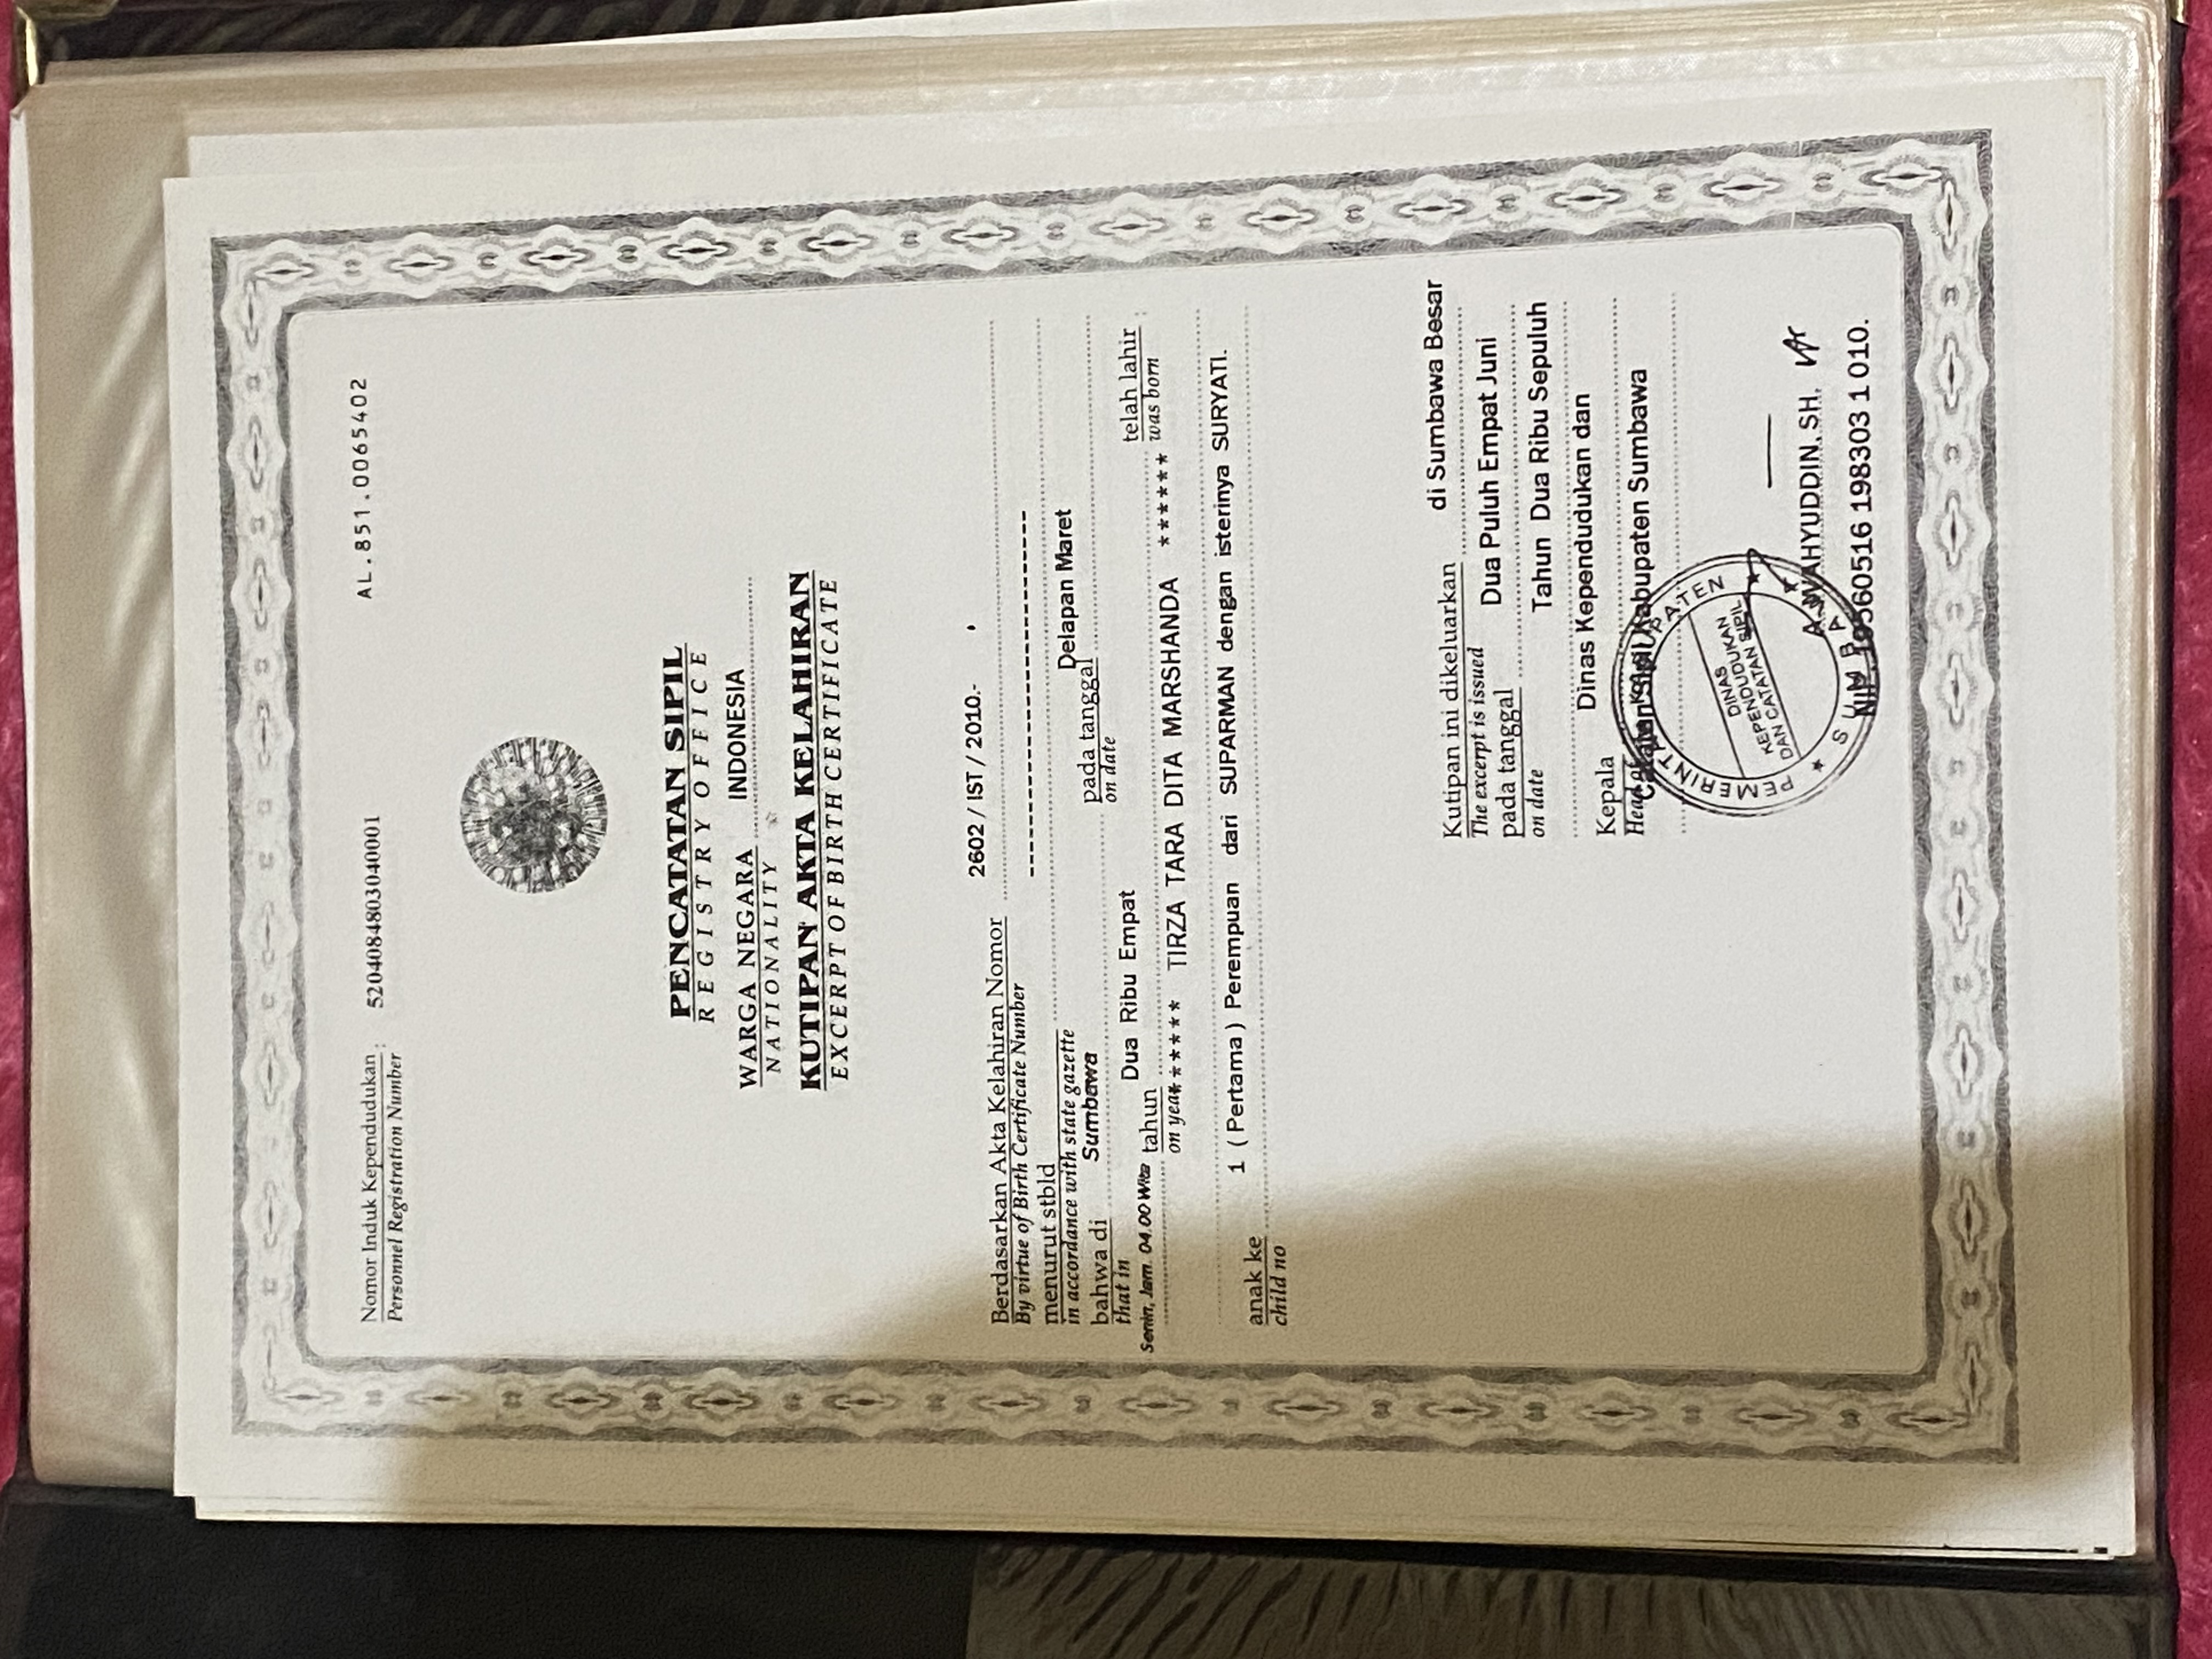 Nomor Induk Kependudukan : 5204084803040001 AL.851.0065402
Personnel Registration Number
PENCATATAN SIPIL
REGISTRY OFFICE
WARGA NEGARA INDONESIA
NATIONALITY
KUTIPAN AKTA KELAHIRAN
EXCERPT OF BIRTH CERTIFICATE
Berdasarkan Akta Kelahiran Nomor 2602 / IST / 2010.-
By virtue of Birth Certificate Number
menurut stbld ------------------------
in accordance with state gazette
bahwa di Sumbawa pada tanggal Delapan Maret
that in on date
Senin, Jam. 04.00 Wita tahun Dua Ribu Empat telah lahir :
on year was born
******* TIRZA TARA DITA MARSHANDA ******
anak ke 1 ( Pertama ) Perempuan dari SUPARMAN dengan isterinya SURYATI.
child no
Kutipan ini dikeluarkan di Sumbawa Besar
The excerpt is issued
pada tanggal Dua Puluh Empat Juni
on date Tahun Dua Ribu Sepuluh
Kepala Dinas Kependudukan dan
Head of Catatan Sipil Kabupaten Sumbawa
PEMERINTAH KABUPATEN
DINAS
KEPENDUDUKAN
DAN CATATAN SIPIL
★ SUMBAWA ★
WAHYUDDIN, SH.
NIP. 19560516 198303 1 010.